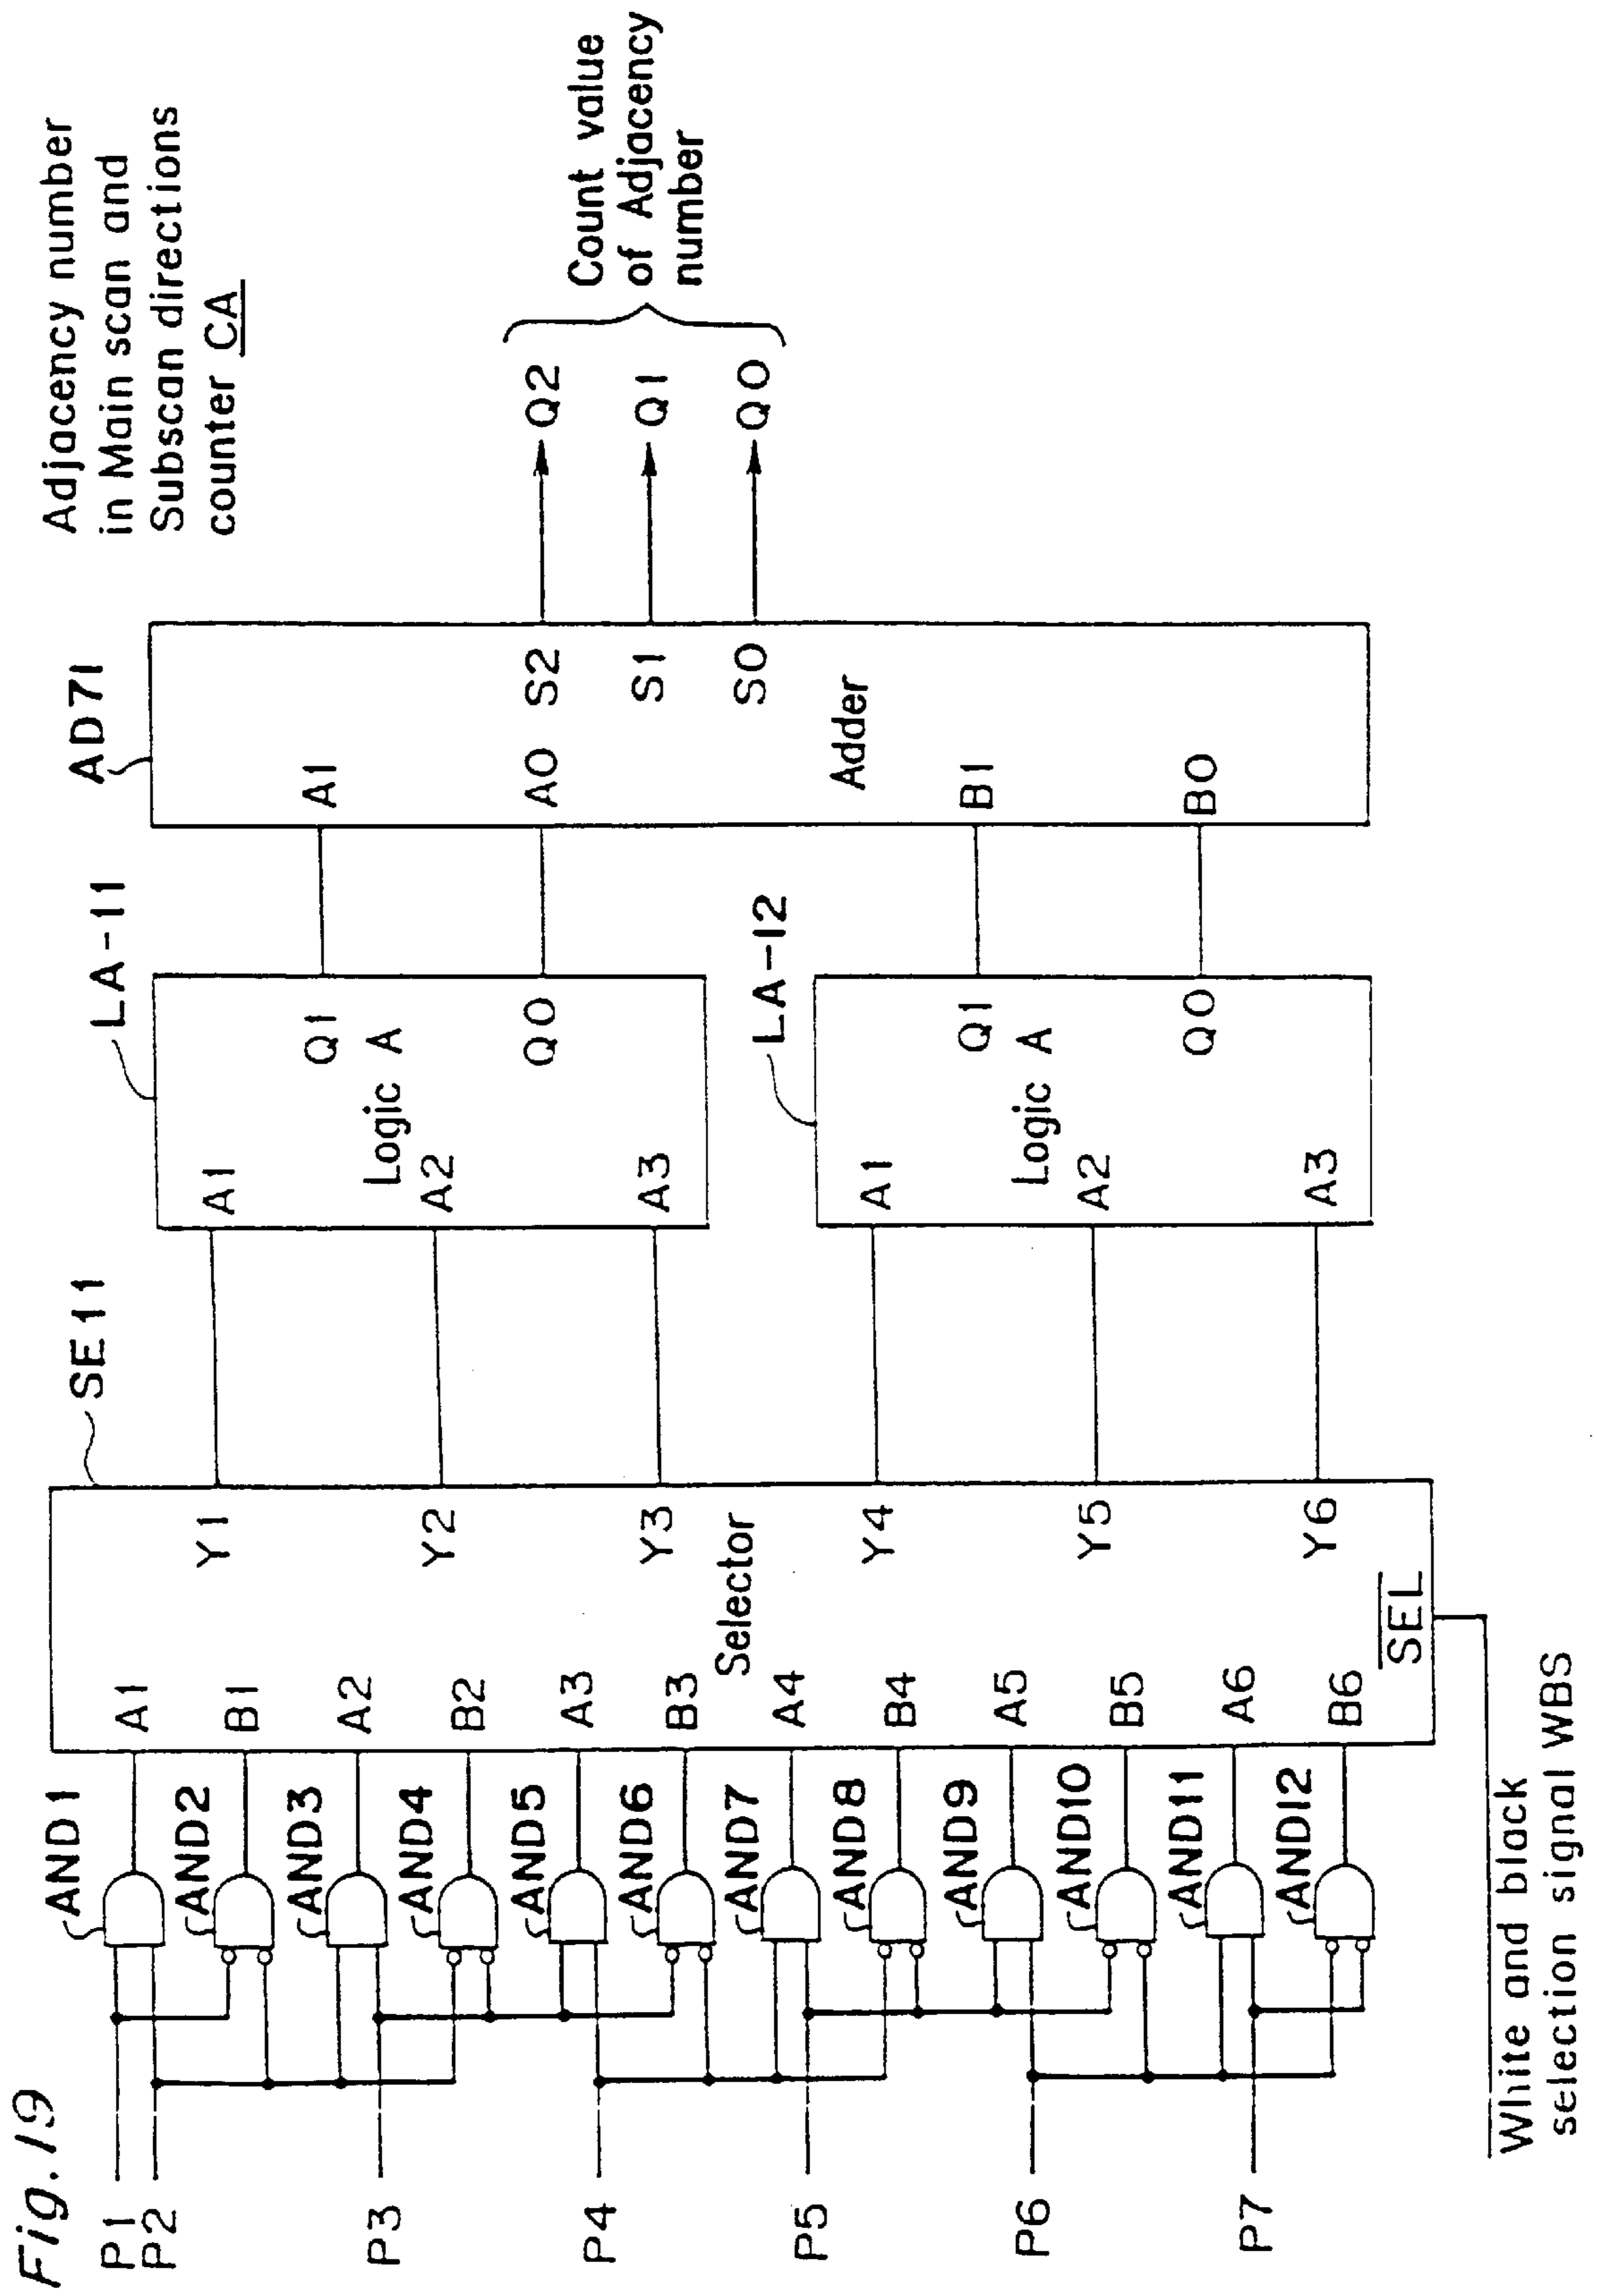 Fig. 19
Adjacency number
in Main scan and
Subscan directions
counter CA
P1
P2
P3
P4
P5
P6
P7
AND1
AND2
AND3
AND4
AND5
AND6
AND7
AND8
AND9
AND10
AND11
AND12
SE11
A1
B1
A2
B2
A3
B3
A4
B4
A5
B5
A6
B6
Selector
SEL
Y1
Y2
Y3
Y4
Y5
Y6
White and black
selection signal WBS
LA-11
A1
A2
A3
Logic A
Q1
Q0
LA-12
A1
A2
A3
Logic A
Q1
Q0
AD71
A1
A0
B1
B0
Adder
S2
S1
S0
Q2
Q1
Q0
Count value
of Adjacency
number